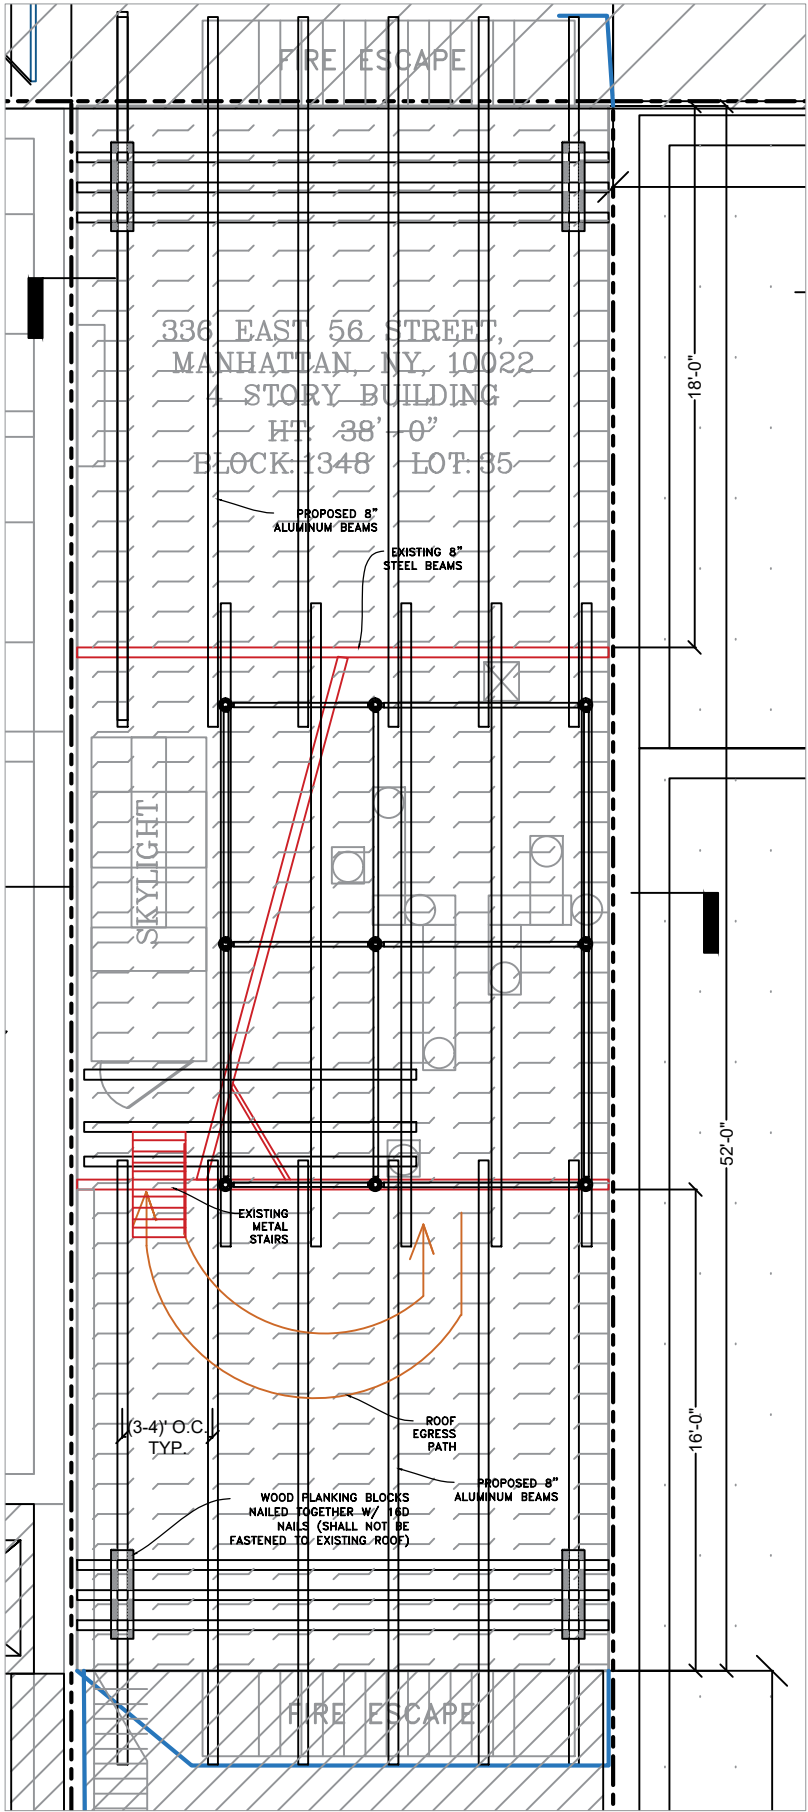 FIRE ESCAPE
336 EAST 56 STREET,
MANHATTAN, NY, 10022
4 STORY BUILDING
HT: 38'-0"
BLOCK: 1348 LOT: 35
18'-0"
PROPOSED 8"
ALUMINUM BEAMS
EXISTING 8"
STEEL BEAMS
SKYLIGHT
52'-0"
EXISTING
METAL
STAIRS
(3-4)' O.C.
TYP.
ROOF
EGRESS
PATH
16'-0"
PROPOSED 8"
ALUMINUM BEAMS
WOOD PLANKING BLOCKS
NAILED TOGETHER W/ 16D
NAILS (SHALL NOT BE
FASTENED TO EXISTING ROOF)
FIRE ESCAPE